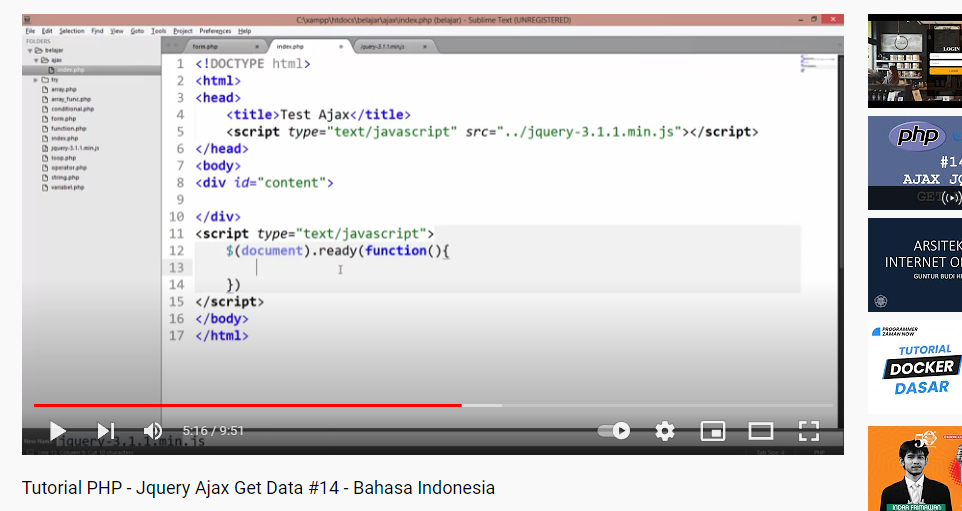 C:\xampp\htdocs\belajar\ajax\index.php (belajar) - Sublime Text (UNREGISTERED)
File Edit Selection Find View Goto Tools Project Preferences Help
FOLDERS
belajar
ajax
index.php
try
array.php
array_func.php
conditional.php
form.php
function.php
index.php
jquery-3.1.1.min.js
loop.php
operator.php
string.php
variabel.php
form.php
index.php
jquery-3.1.1.min.js
1 <!DOCTYPE html>
2 <html>
3 <head>
4 <title>Test Ajax</title>
5 <script type="text/javascript" src="../jquery-3.1.1.min.js"></script>
6 </head>
7 <body>
8 <div id="content">
9
10 </div>
11 <script type="text/javascript">
12 $(document).ready(function(){
13
14 })
15 </script>
16 </body>
17 </html>
jquery-3.1.1.min.js
5:16 / 9:51
Tutorial PHP - Jquery Ajax Get Data #14 - Bahasa Indonesia
LOGIN
php
#14
AJAX JQ
GET
ARSITEK
INTERNET O
GUNTUR BUDI H
PROGRAMMER
ZAMAN NOW
TUTORIAL
DOCKER
DASAR
INDAR FRIMAWAN